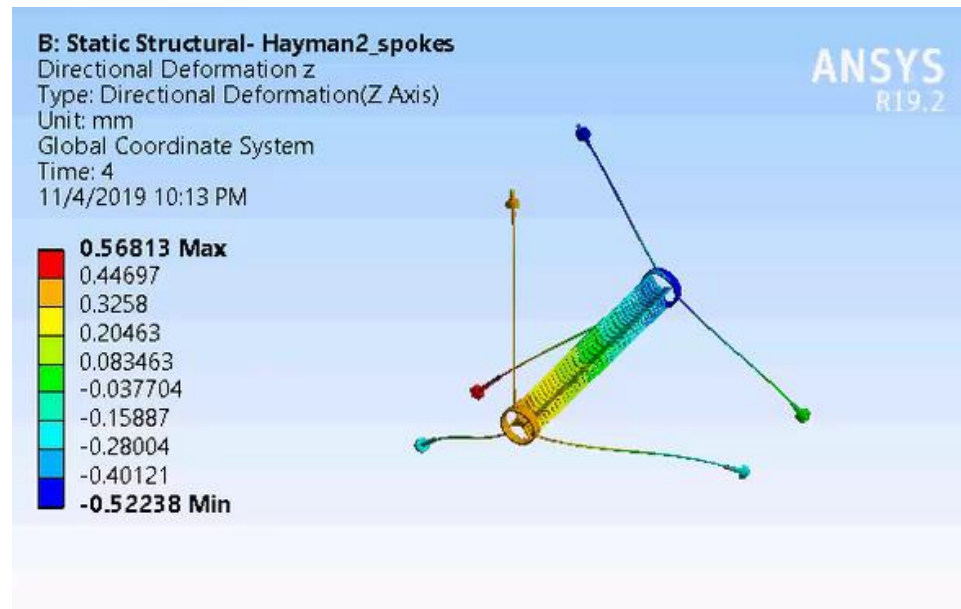 B: Static Structural- Hayman2_spokes
Directional Deformation z
Type: Directional Deformation(Z Axis)
Unit: mm
Global Coordinate System
Time: 4
11/4/2019 10:13 PM
ANSYS
R19.2
0.56813 Max
0.44697
0.3258
0.20463
0.083463
-0.037704
-0.15887
-0.28004
-0.40121
-0.52238 Min